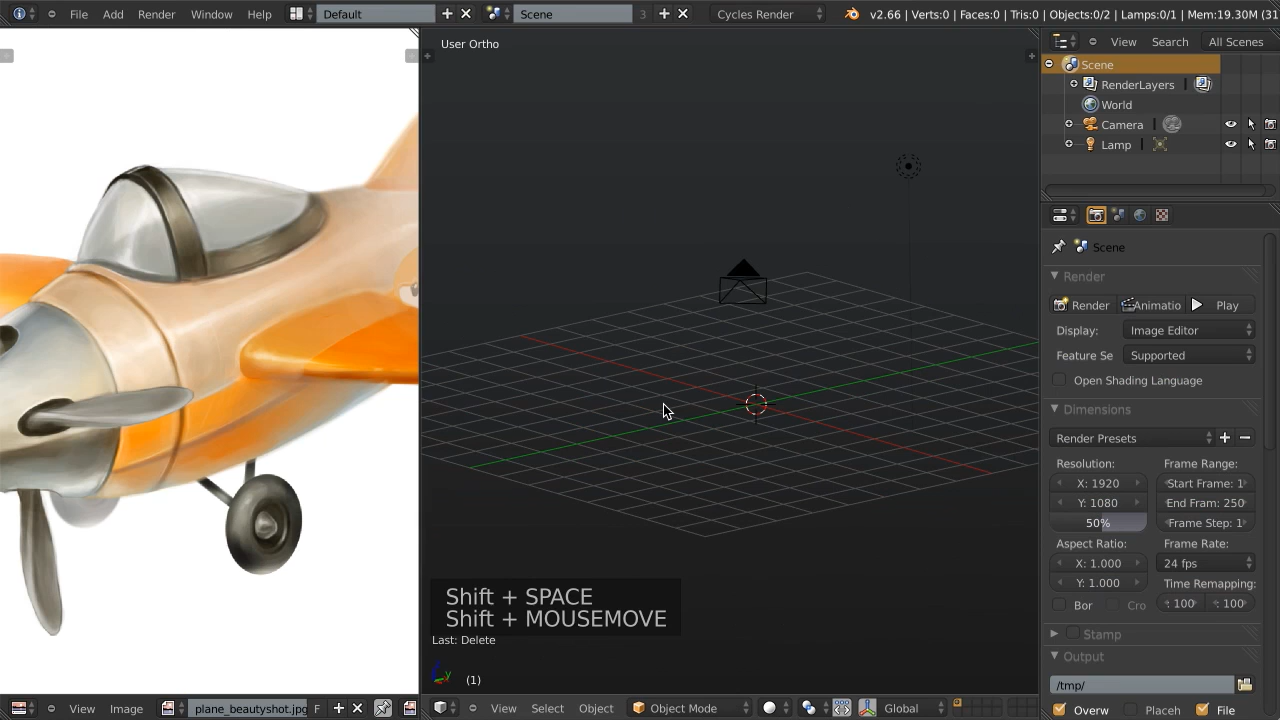 File Add Render Window Help Default Scene 3 Cycles Render v2.66 | Verts:0 | Faces:0 | Tris:0 | Objects:0/2 | Lamps:0/1 | Mem:19.30M (31
User Ortho
View Search All Scenes
Scene
RenderLayers
World
Camera
Lamp
Scene
Render
Render Animatio Play
Display: Image Editor
Feature Se Supported
Open Shading Language
Dimensions
Render Presets
Resolution: Frame Range:
X: 1920 Start Frame: 1
Y: 1080 End Fram: 250
50% Frame Step: 1
Aspect Ratio: Frame Rate:
X: 1.000 24 fps
Y: 1.000 Time Remapping:
Bor Cro : 100 : 100
Stamp
Output
/tmp/
Overw Placeh File
Shift + SPACE
Shift + MOUSEMOVE
Last: Delete
y (1)
View Image plane_beautyshot.jpg F
View Select Object Object Mode Global